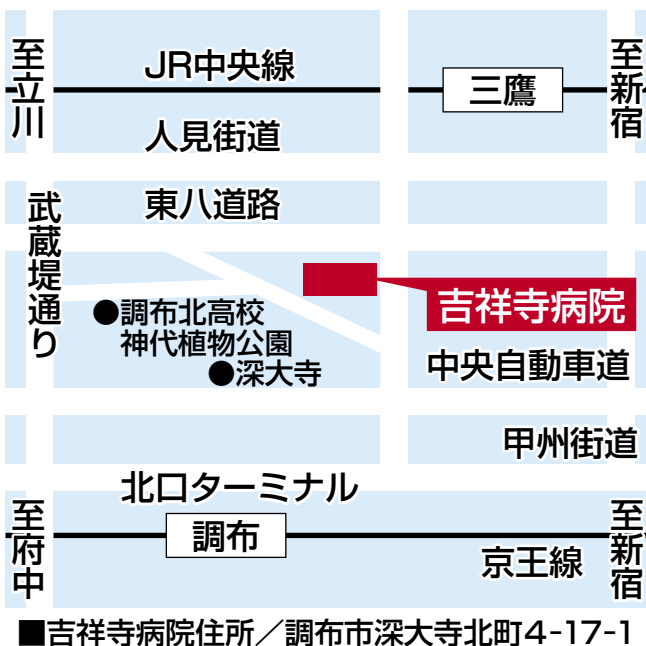 至立川
JR中央線
三鷹
至新宿
人見街道
東八道路
武蔵堤通り
吉祥寺病院
●調布北高校
神代植物公園
●深大寺
中央自動車道
甲州街道
北口ターミナル
至府中
調布
京王線
至新宿
■吉祥寺病院住所／調布市深大寺北町4-17-1